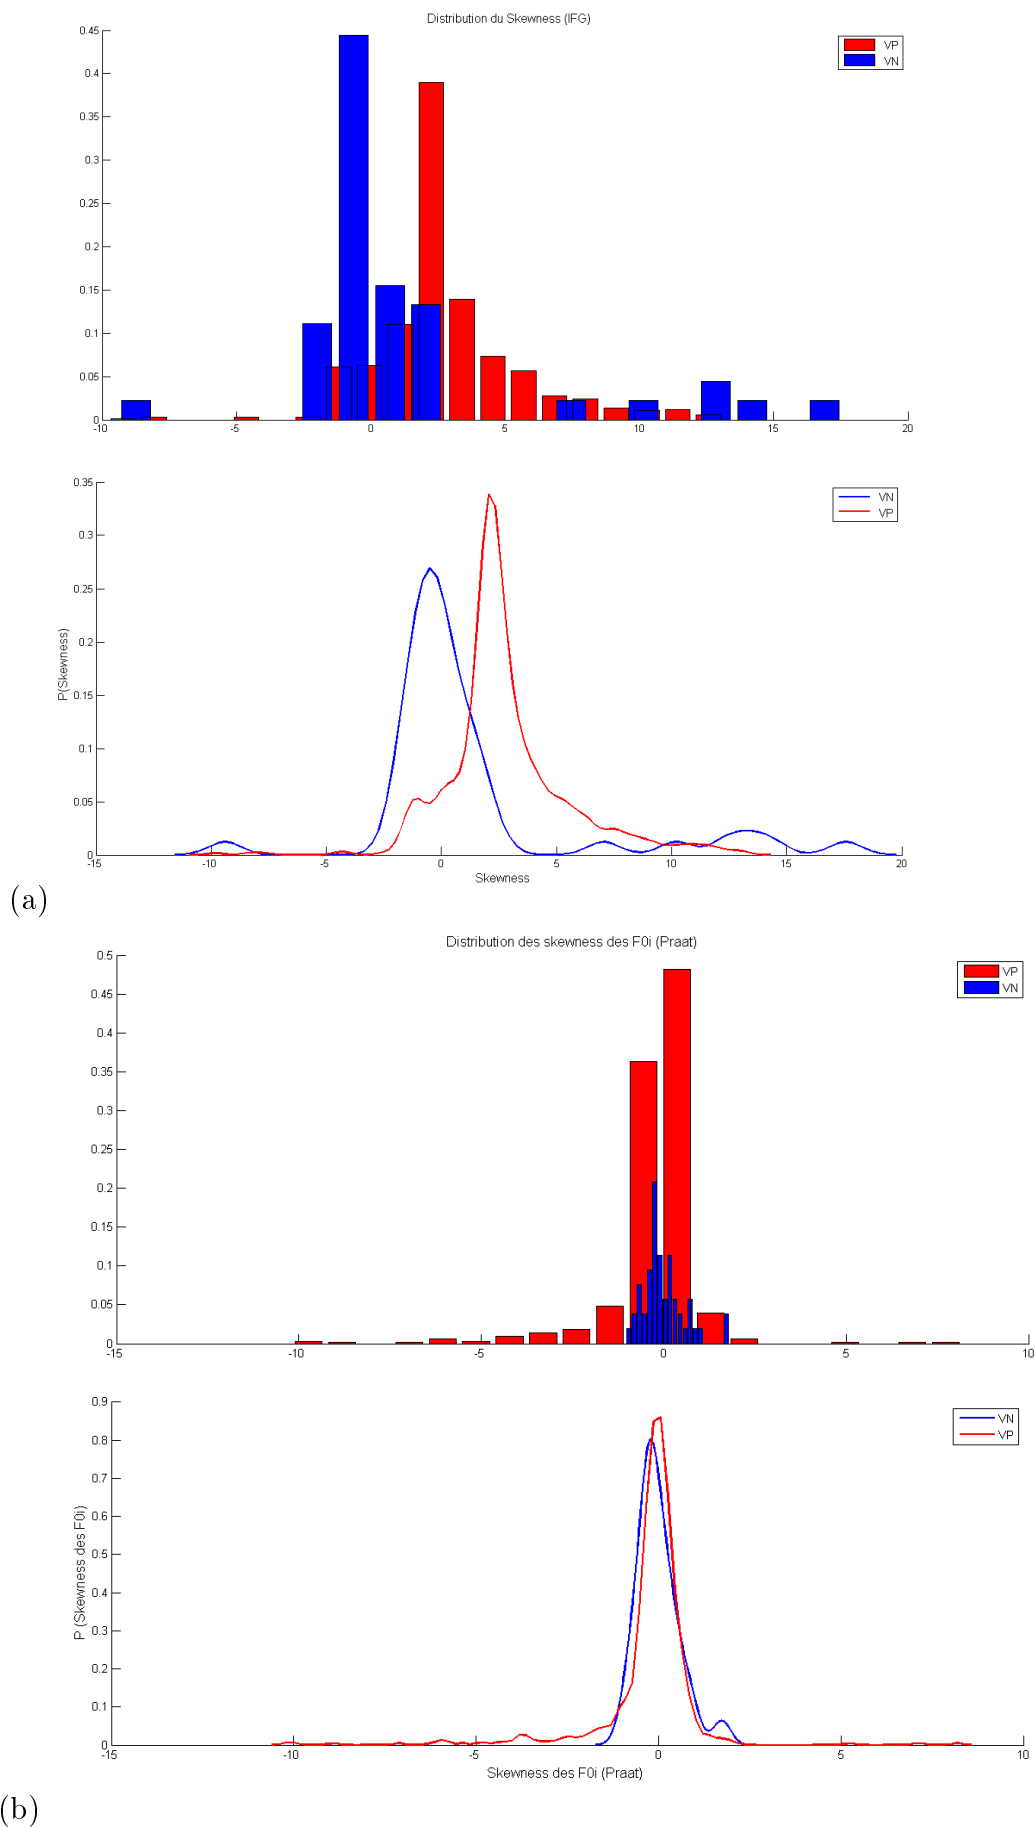 Distribution du Skewness (IFG)
0.45
0.4
0.35
0.3
0.25
0.2
0.15
0.1
0.05
0
-10 -5 0 5 10 15 20
VP
VN
0.35
0.3
0.25
0.2
0.15
0.1
0.05
0
-15 -10 -5 0 5 10 15 20
P(Skewness)
Skewness
VN
VP
(a)
Distribution des skewness des F0i (Praat)
0.5
0.45
0.4
0.35
0.3
0.25
0.2
0.15
0.1
0.05
0
-15 -10 -5 0 5 10
VP
VN
0.9
0.8
0.7
0.6
0.5
0.4
0.3
0.2
0.1
0
-15 -10 -5 0 5 10
P (Skewness des F0i)
Skewness des F0i (Praat)
VN
VP
(b)